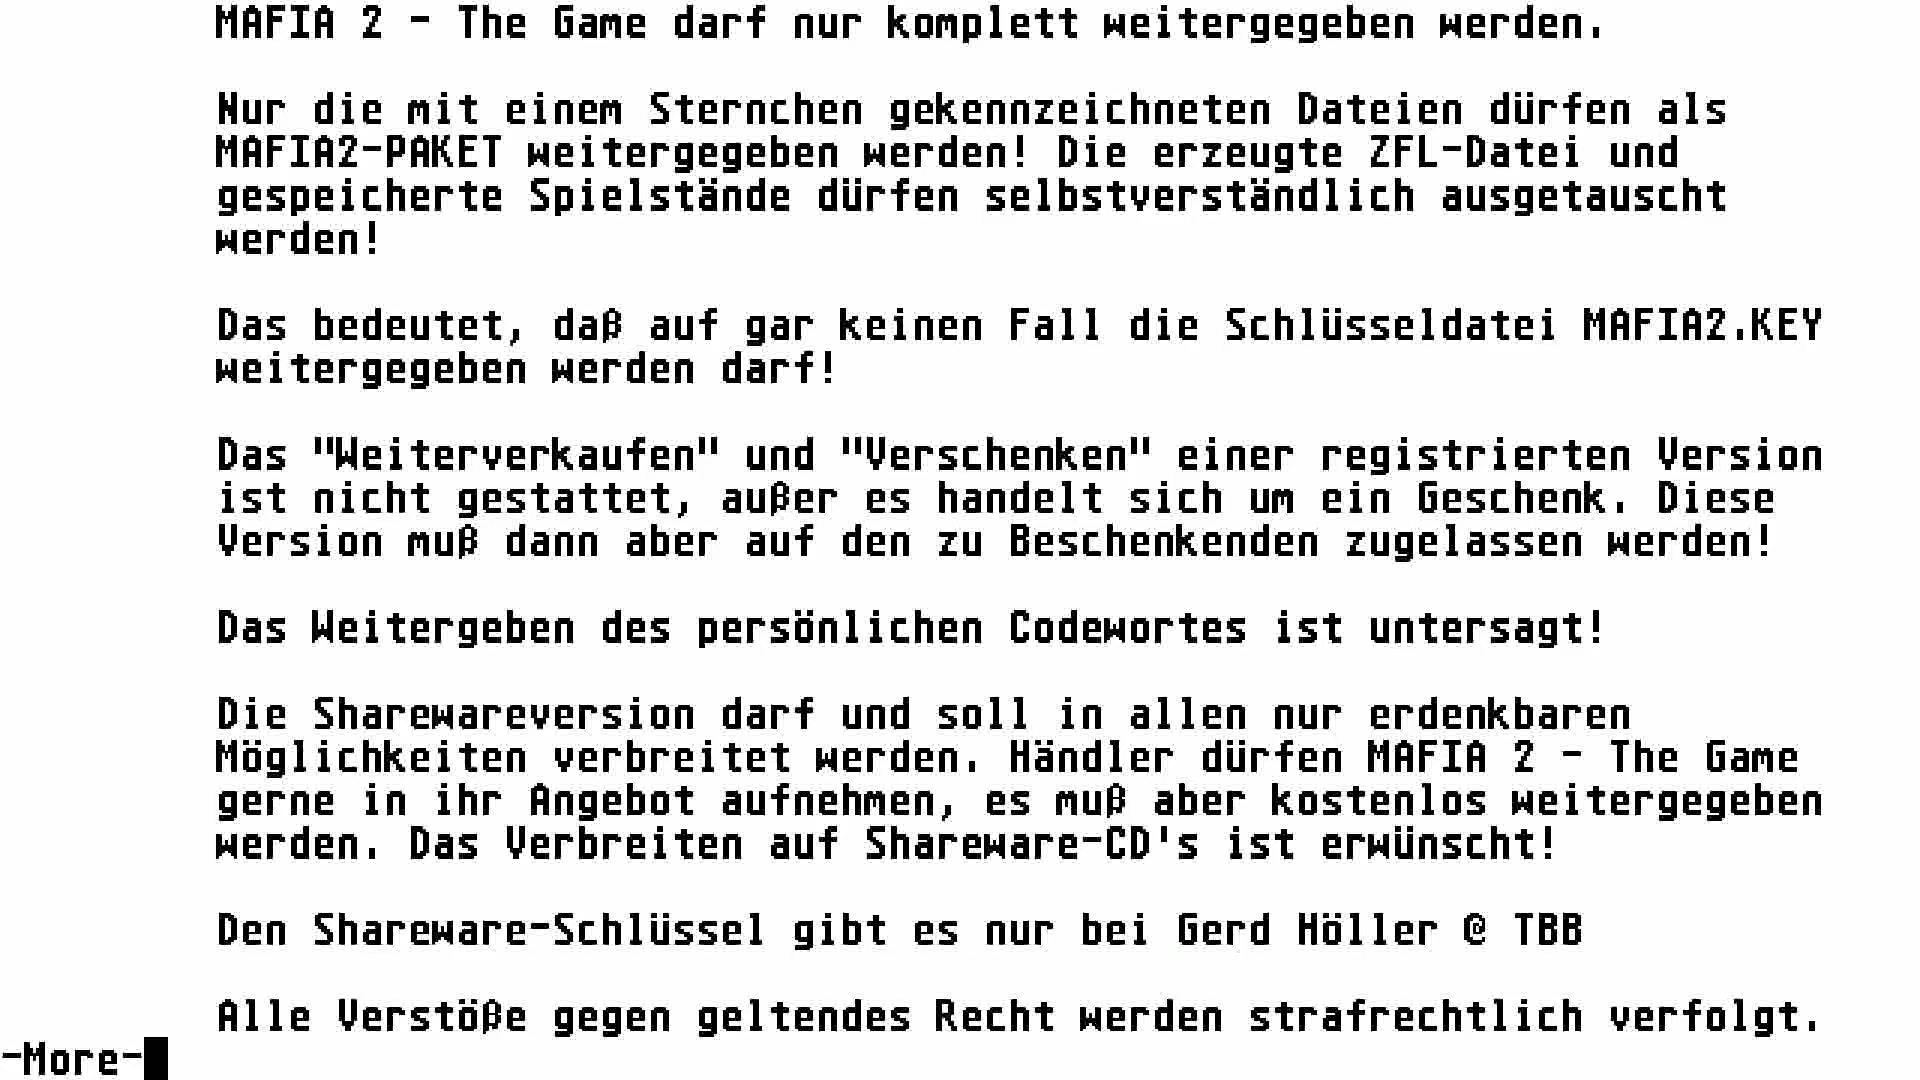 MAFIA 2 - The Game darf nur komplett weitergegeben werden.
Nur die mit einem Sternchen gekennzeichneten Dateien dürfen als
MAFIA2-PAKET weitergegeben werden! Die erzeugte ZFL-Datei und
gespeicherte Spielstände dürfen selbstverständlich ausgetauscht
werden!
Das bedeutet, daß auf gar keinen Fall die Schlüsseldatei MAFIA2.KEY
weitergegeben werden darf!
Das "Weiterverkaufen" und "Verschenken" einer registrierten Version
ist nicht gestattet, außer es handelt sich um ein Geschenk. Diese
Version muß dann aber auf den zu Beschenkenden zugelassen werden!
Das Weitergeben des persönlichen Codewortes ist untersagt!
Die Sharewareversion darf und soll in allen nur erdenkbaren
Möglichkeiten verbreitet werden. Händler dürfen MAFIA 2 - The Game
gerne in ihr Angebot aufnehmen, es muß aber kostenlos weitergegeben
werden. Das Verbreiten auf Shareware-CD's ist erwünscht!
Den Shareware-Schlüssel gibt es nur bei Gerd Höller @ TBB
Alle Verstöße gegen geltendes Recht werden strafrechtlich verfolgt.
-More-